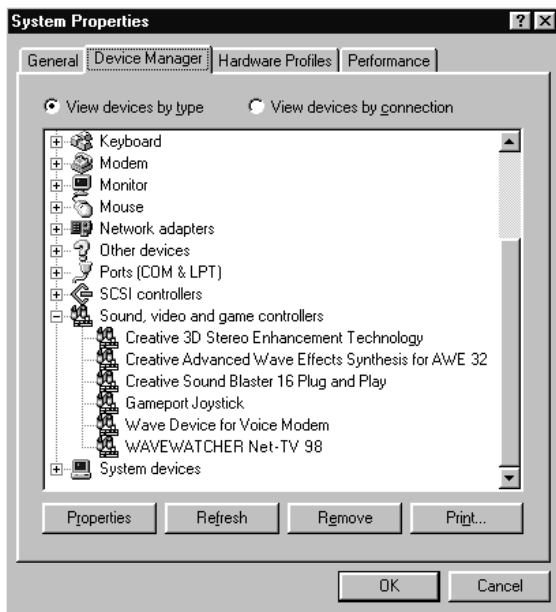 System Properties
General Device Manager Hardware Profiles Performance
View devices by type View devices by connection
Keyboard
Modem
Monitor
Mouse
Network adapters
Other devices
Ports (COM & LPT)
SCSI controllers
Sound, video and game controllers
Creative 3D Stereo Enhancement Technology
Creative Advanced Wave Effects Synthesis for AWE 32
Creative Sound Blaster 16 Plug and Play
Gameport Joystick
Wave Device for Voice Modem
WAVEWATCHER Net-TV 98
System devices
Properties Refresh Remove Print...
OK Cancel